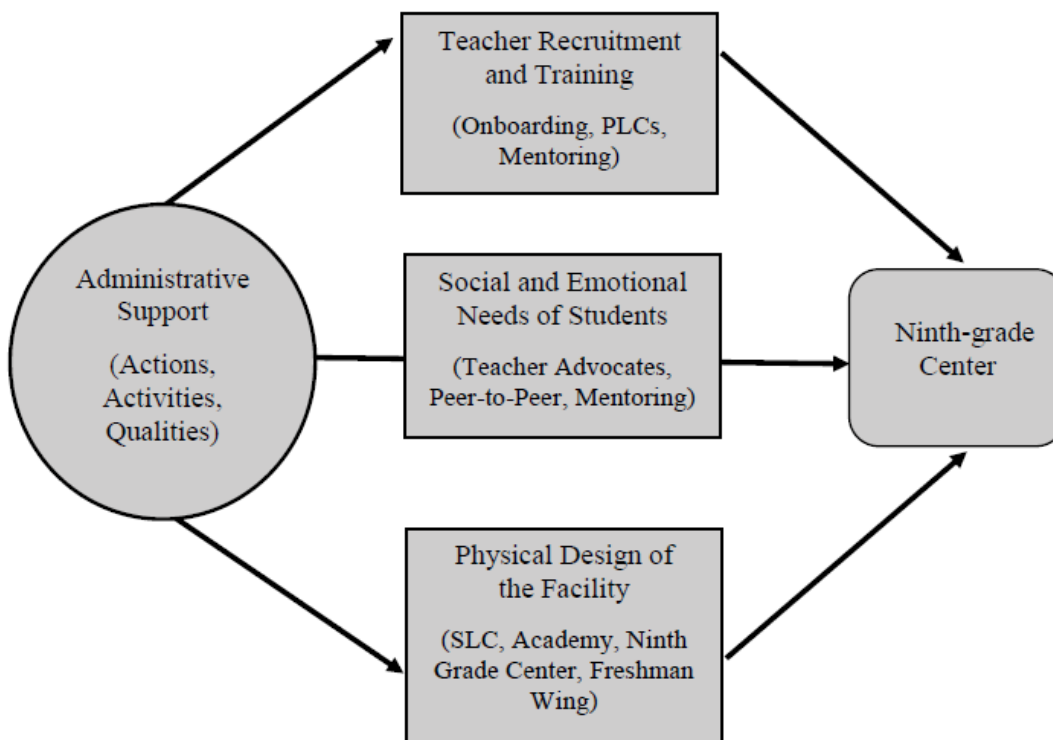 Teacher Recruitment
and Training
(Onboarding, PLCs,
Mentoring)
Administrative
Support
(Actions,
Activities,
Qualities)
Social and Emotional
Needs of Students
(Teacher Advocates,
Peer-to-Peer, Mentoring)
Ninth-grade
Center
Physical Design of
the Facility
(SLC, Academy, Ninth
Grade Center, Freshman
Wing)